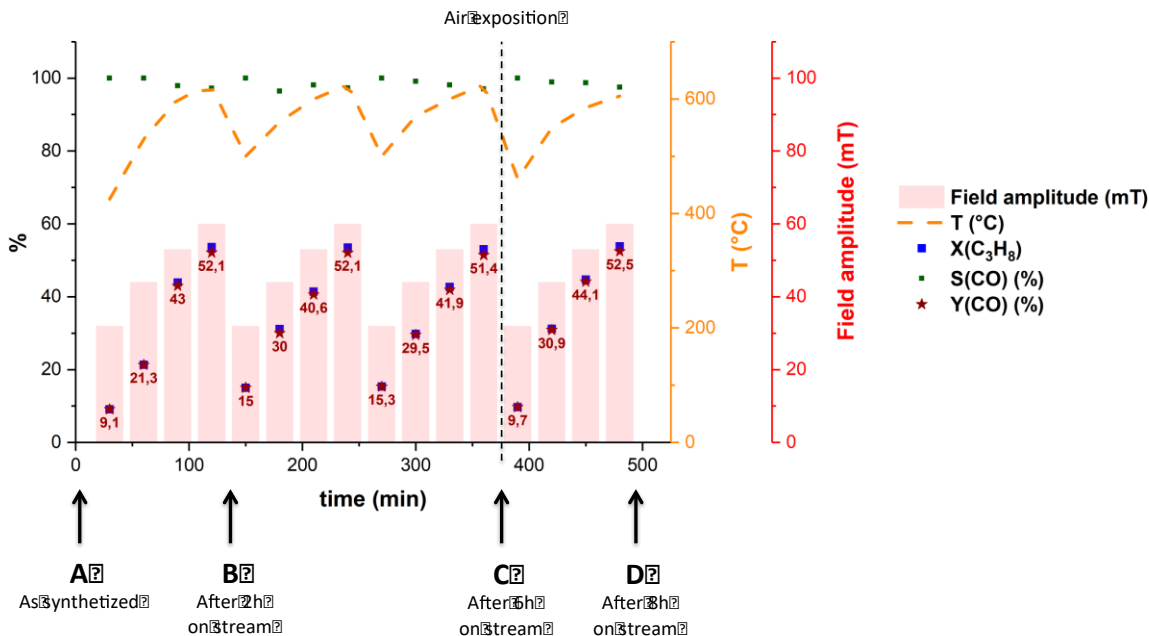 Air exposition
100
80
60
40
20
0
%
0
100
200
300
400
500
time (min)
600
400
200
0
T (°C)
100
80
60
40
20
0
Field amplitude (mT)
9,1
21,3
43
52,1
15
30
40,6
52,1
15,3
29,5
41,9
51,4
9,7
30,9
44,1
52,5
Field amplitude (mT)
T (°C)
X(C₃H₈)
S(CO) (%)
Y(CO) (%)
A
As synthetized
B
After 2h
on stream
C
After 6h
on stream
D
After 8h
on stream